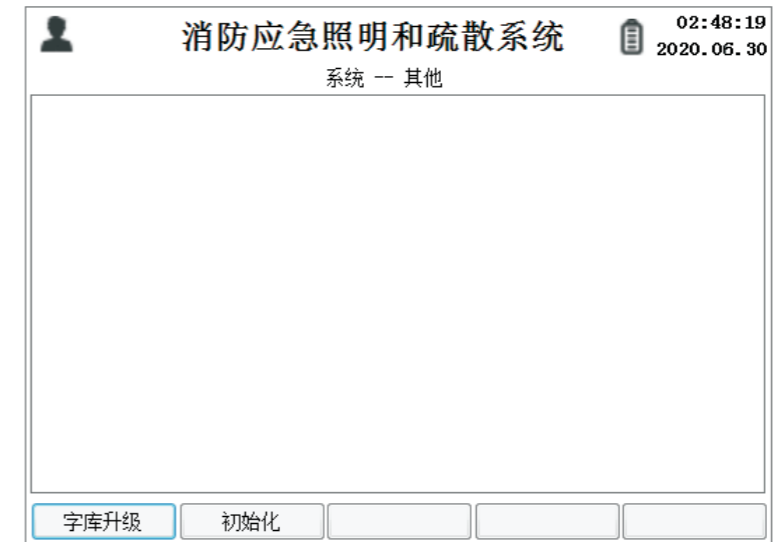 消防应急照明和疏散系统
02:48:19
2020.06.30
系统 -- 其他
字库升级 初始化